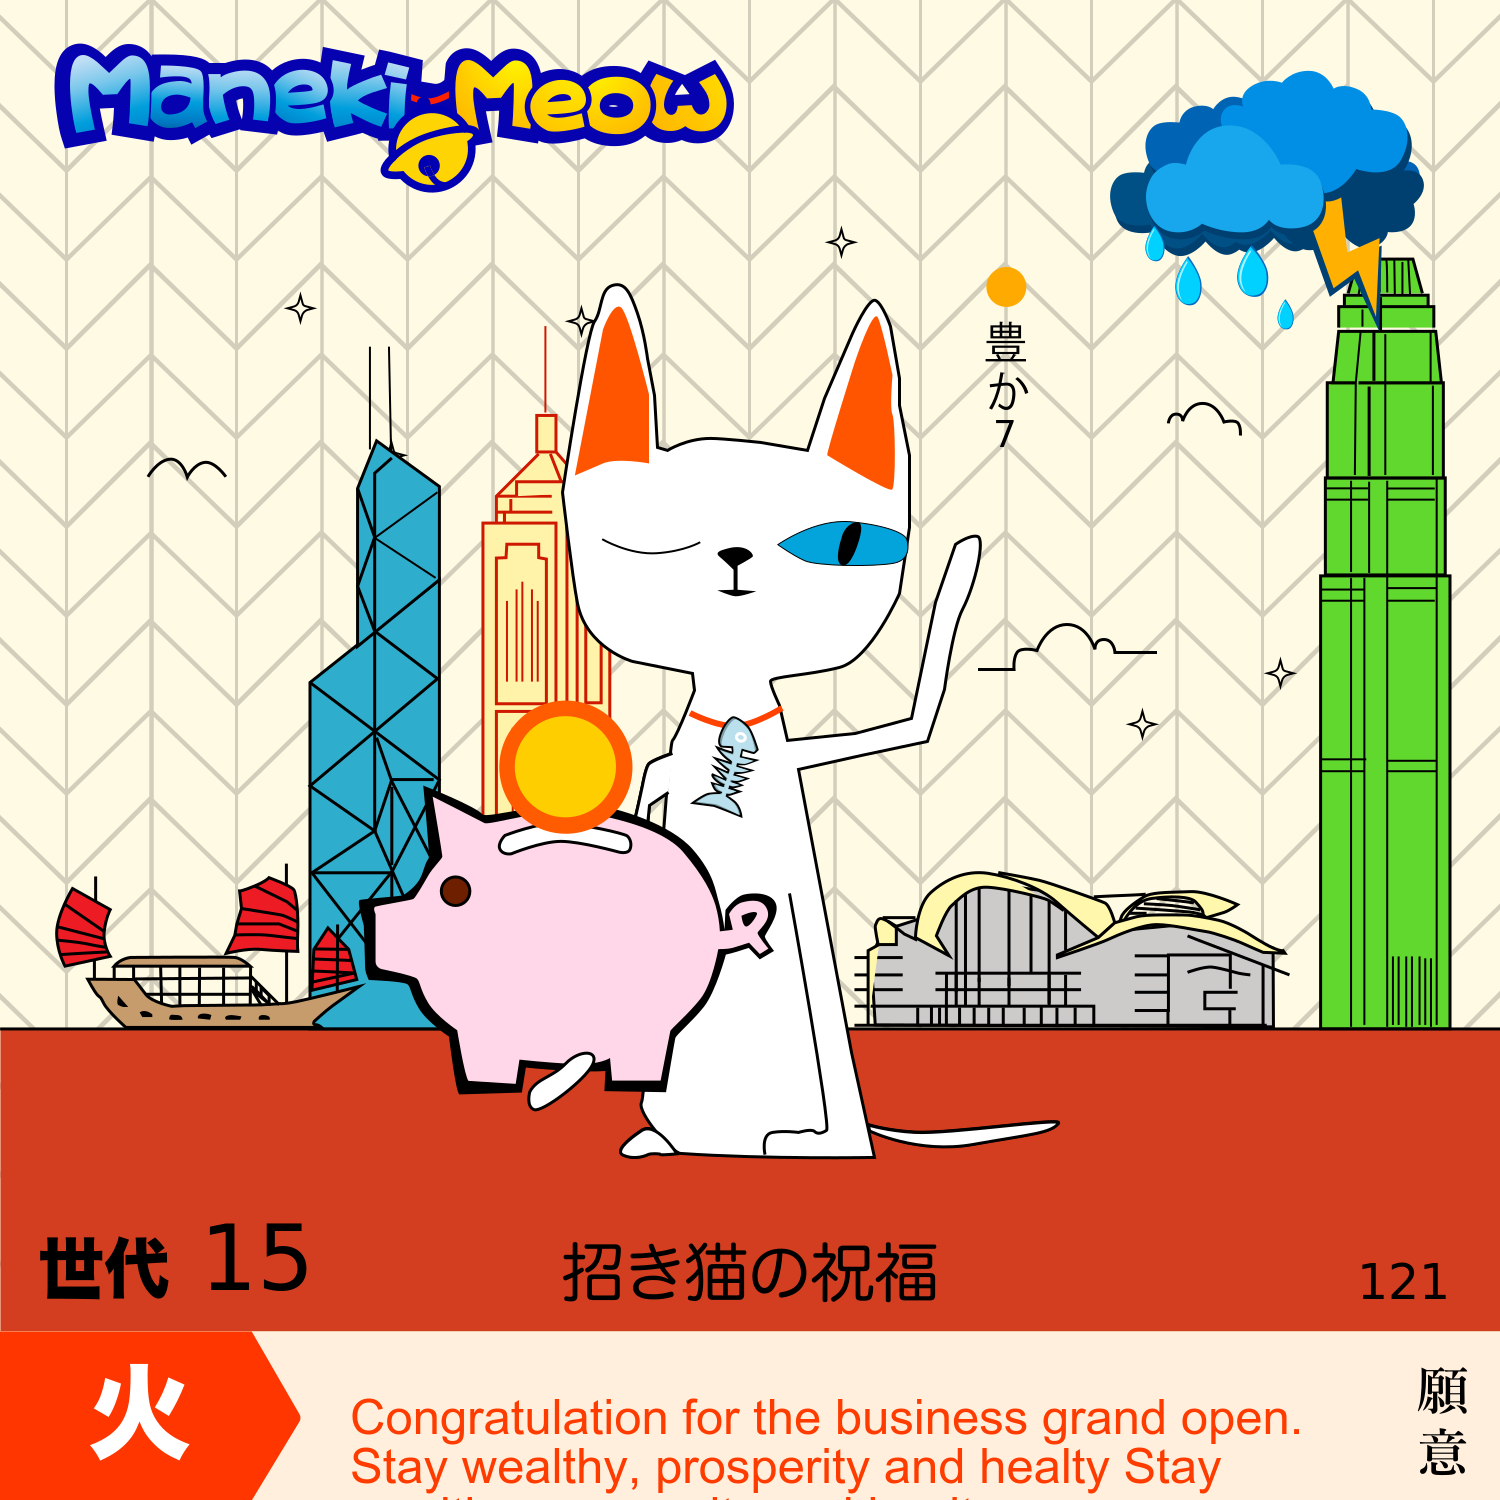 Maneki-Meow
豊か7
世代 15
招き猫の祝福
121
火
Congratulation for the business grand open.
Stay wealthy, prosperity and healty Stay
願意